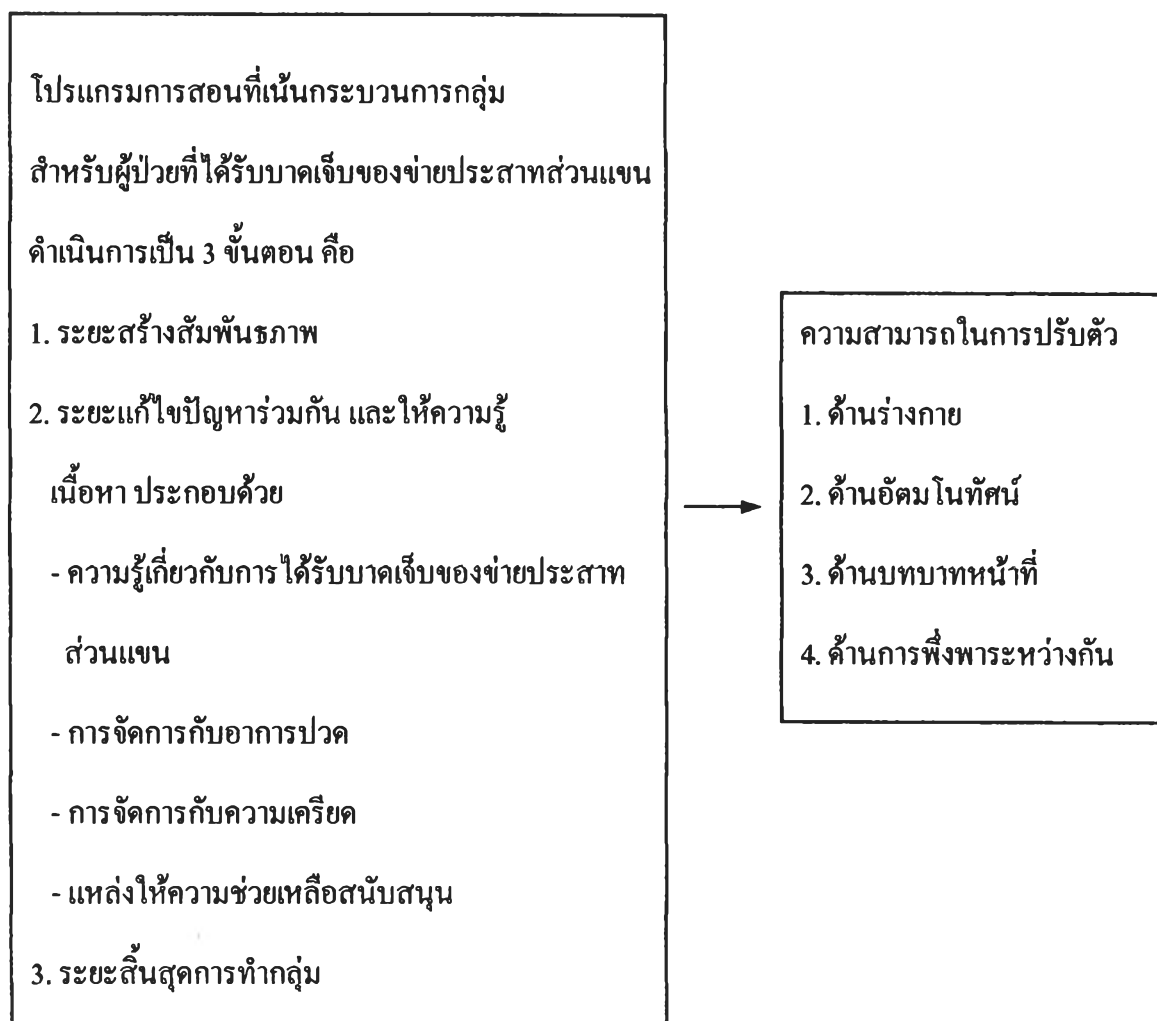 โปรแกรมการสอนที่เน้นกระบวนการกลุ่ม
สำหรับผู้ป่วยที่ได้รับบาดเจ็บของข่ายประสาทส่วนแขน
ดำเนินการเป็น 3 ขั้นตอน คือ
1. ระยะสร้างสัมพันธภาพ
2. ระยะแก้ไขปัญหาร่วมกัน และให้ความรู้
เนื้อหา ประกอบด้วย
- ความรู้เกี่ยวกับการได้รับบาดเจ็บของข่ายประสาท
ส่วนแขน
- การจัดการกับอาการปวด
- การจัดการกับความเครียด
- แหล่งให้ความช่วยเหลือสนับสนุน
3. ระยะสิ้นสุดการทำกลุ่ม
ความสามารถในการปรับตัว
1. ด้านร่างกาย
2. ด้านอัตมโนทัศน์
3. ด้านบทบาทหน้าที่
4. ด้านการพึ่งพาระหว่างกัน